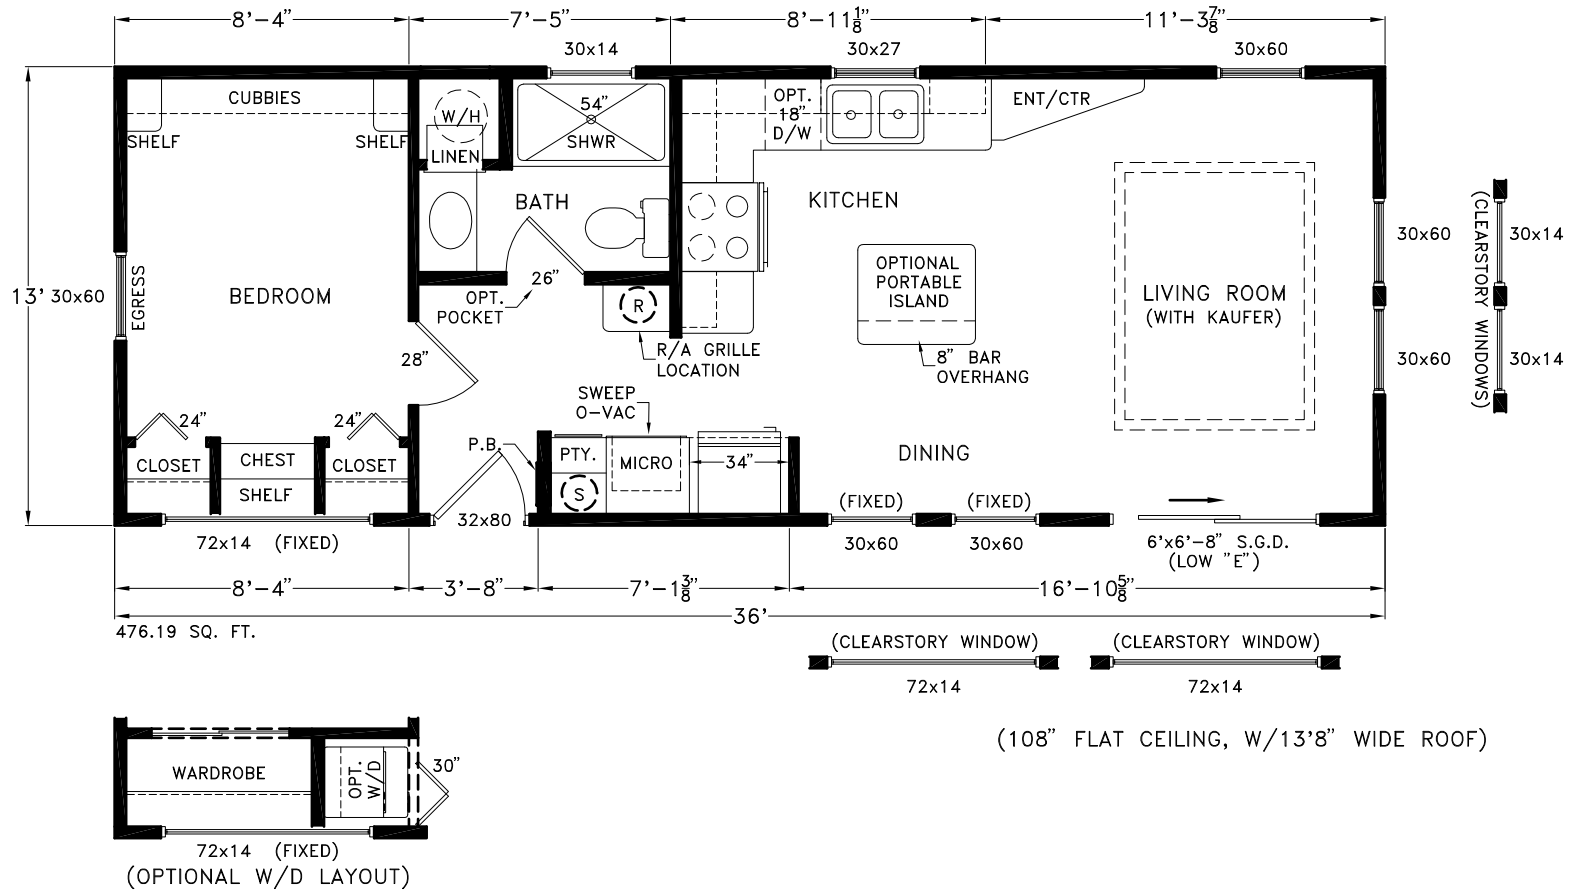 8'-4"
7'-5"
8'-11 1/8"
11'-3 7/8"
30x14
30x27
30x60
CUBBIES
SHELF
SHELF
W/H
LINEN
54"
SHWR
OPT.
18"
D/W
ENT/CTR
BATH
KITCHEN
13'
30x60
EGRESS
BEDROOM
OPT.
POCKET
26"
R
R/A GRILLE
LOCATION
28"
OPTIONAL
PORTABLE
ISLAND
8" BAR
OVERHANG
LIVING ROOM
(WITH KAUFER)
30x60
30x60
(CLEARSTORY WINDOWS)
30x14
30x14
24"
24"
CLOSET
CHEST
SHELF
CLOSET
P.B.
SWEEP
O-VAC
PTY.
S
MICRO
34"
DINING
(FIXED)
(FIXED)
72x14 (FIXED)
32x80
30x60
30x60
6'x6'-8" S.G.D.
(LOW "E")
8'-4"
3'-8"
7'-1 3/8"
16'-10 5/8"
36'
476.19 SQ. FT.
(CLEARSTORY WINDOW)
(CLEARSTORY WINDOW)
72x14
72x14
(108" FLAT CEILING, W/13'8" WIDE ROOF)
WARDROBE
OPT.
W/D
30"
72x14 (FIXED)
(OPTIONAL W/D LAYOUT)